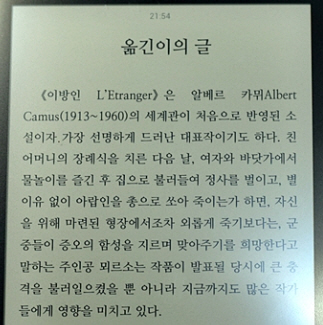 21:54
옮긴이의 글
《이방인 L'Etranger》은 알베르 카뮈Albert
Camus(1913~1960)의 세계관이 처음으로 반영된 소
설이자 가장 선명하게 드러난 대표작이기도 하다. 친
어머니의 장례식을 치른 다음 날, 여자와 바닷가에서
물놀이를 즐긴 후 집으로 불러들여 정사를 벌이고, 별
이유 없이 아랍인을 총으로 쏘아 죽이는가 하면, 자신
을 위해 마련된 형장에서조차 외롭게 죽기보다는, 군
중들이 증오의 함성을 지르며 맞아주기를 희망한다고
말하는 주인공 뫼르소는 작품이 발표될 당시에 큰 충
격을 불러일으켰을 뿐 아니라 지금까지도 많은 작가
들에게 영향을 미치고 있다.